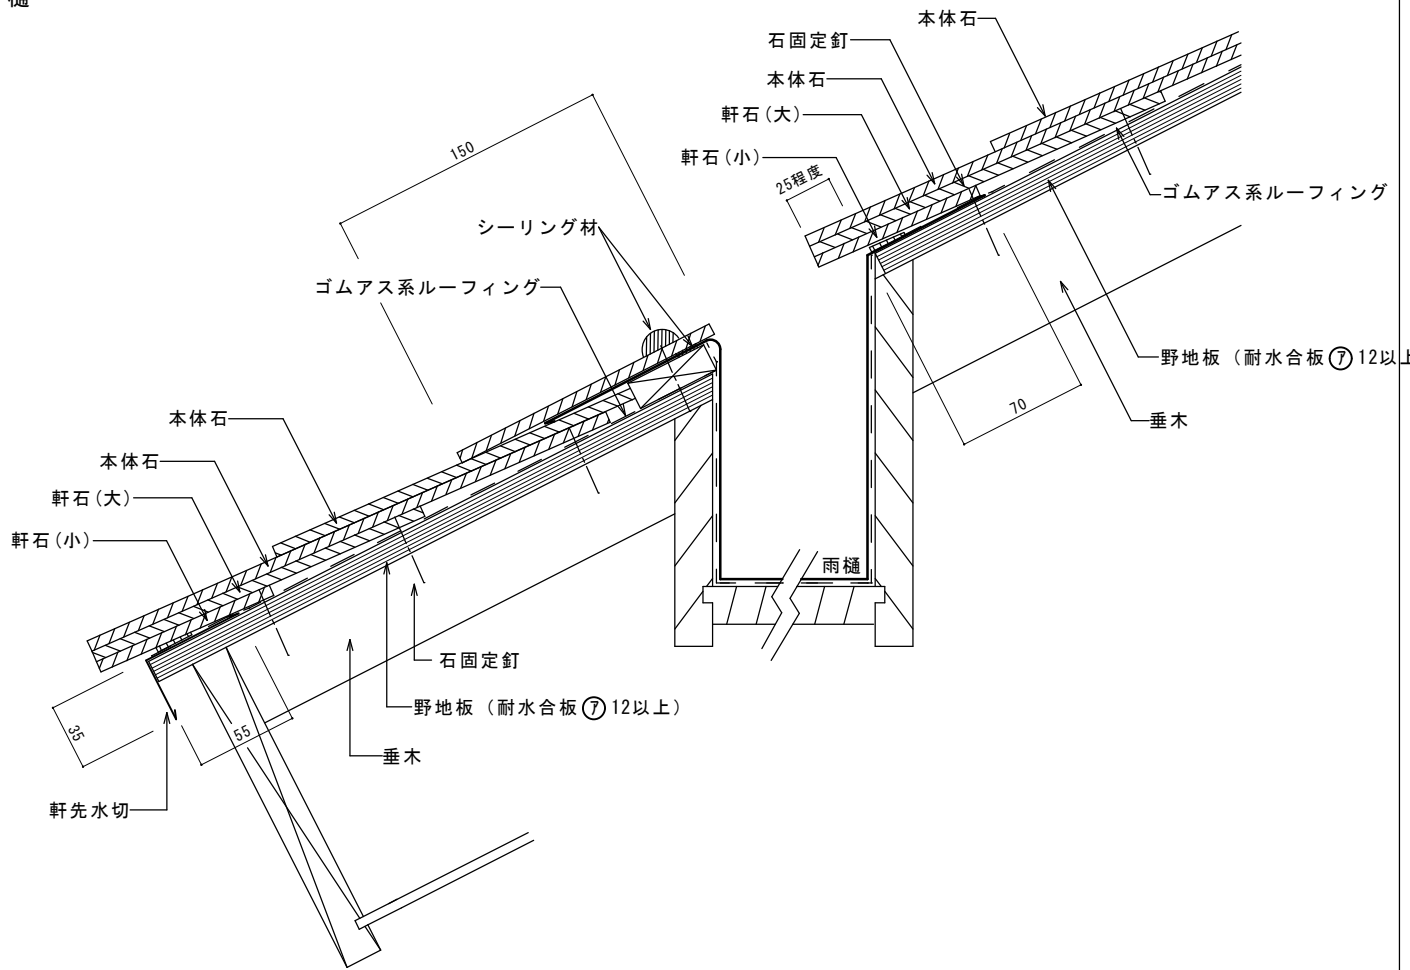 樋
本体石
石固定釘
本体石
軒石(大)
軒石(小)
25程度
150
シーリング材
ゴムアス系ルーフィング
ゴムアス系ルーフィング
野地板（耐水合板㋐12以上
70
垂木
本体石
本体石
軒石(大)
軒石(小)
雨樋
石固定釘
野地板（耐水合板㋐12以上）
35
55
垂木
軒先水切